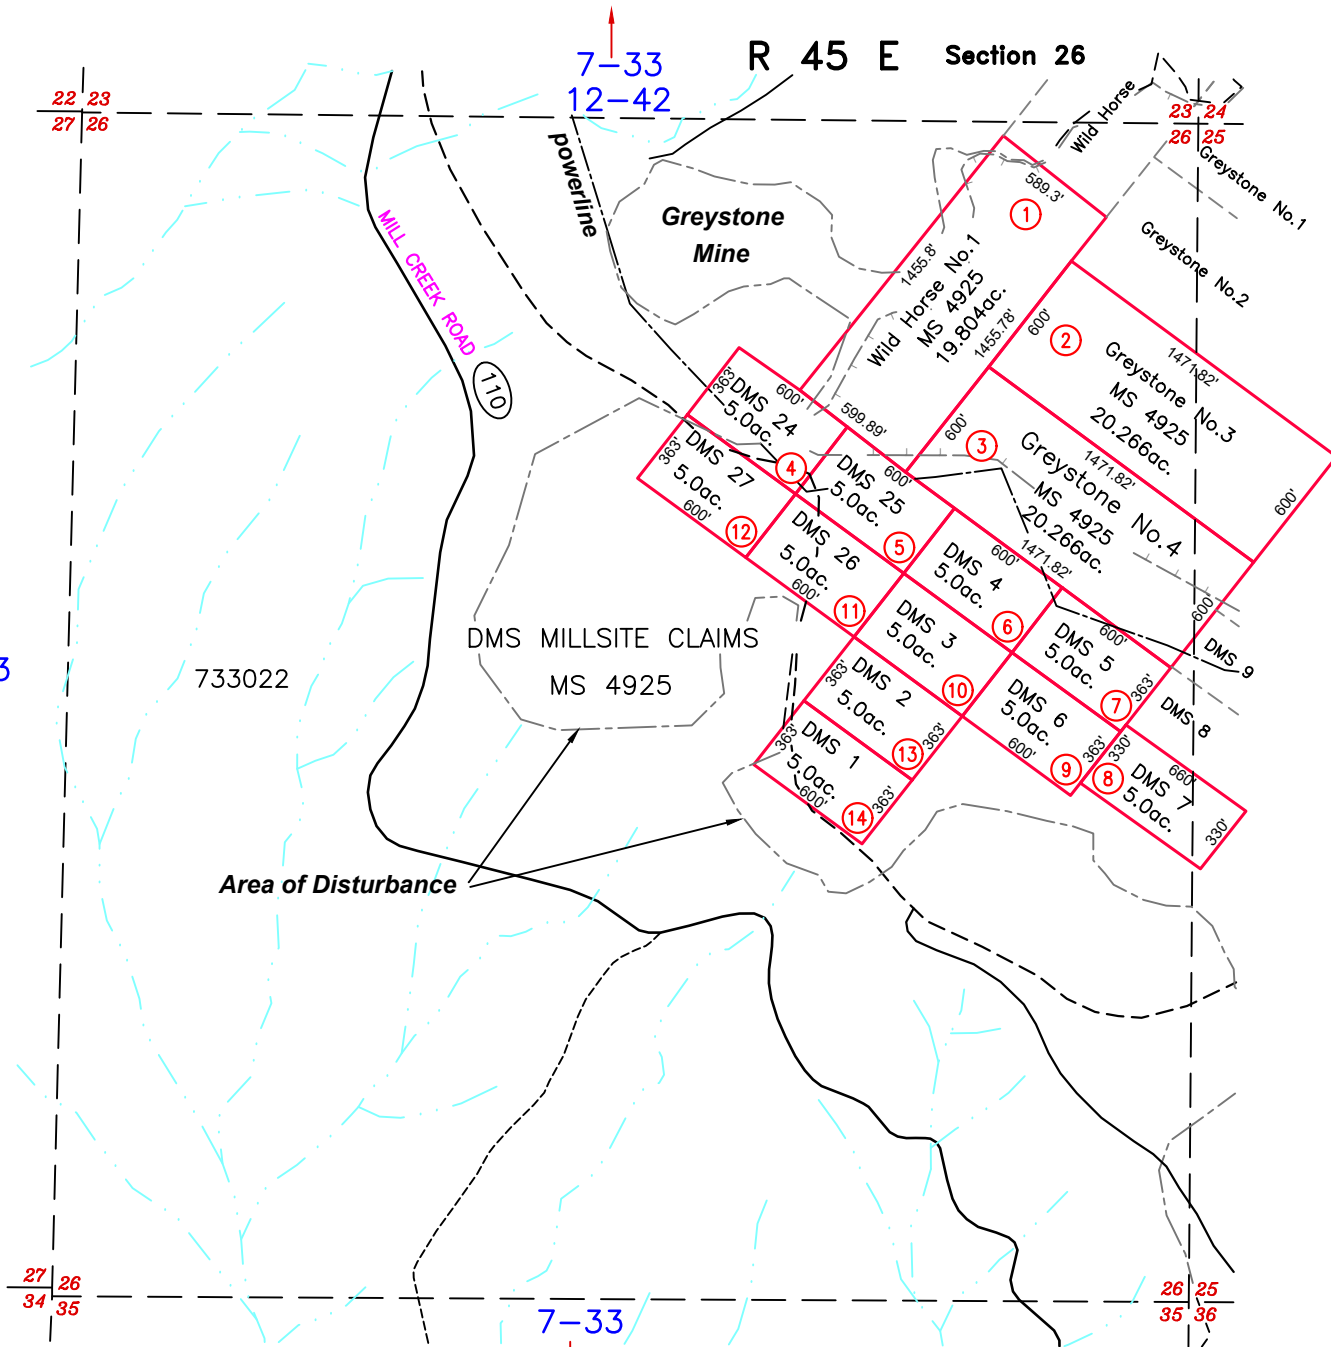 R 45 E Section 26
7-33
12-42
22 23
27 26
23 24
26 25
powerline
Wild Horse
Greystone No.1
Greystone No.2
Greystone
Mine
MILL CREEK ROAD
110
589.3'
1
1455.8'
Wild Horse No.1
MS 4925
19.804ac.
1455.78'
599.89'
600'
2
1471.82'
Greystone No.3
MS 4925
20.266ac.
600'
600'
3
1471.82'
Greystone No.4
MS 4925
20.266ac.
1471.82'
600'
363'
600'
DMS 24
5.0ac.
4
600'
DMS 25
5.0ac.
5
363'
DMS 27
5.0ac.
600'
12
DMS 26
5.0ac.
600'
11
600'
DMS 4
5.0ac.
6
DMS 3
5.0ac.
10
600'
DMS 5
5.0ac.
363'
7
DMS 9
DMS 8
DMS 6
5.0ac.
600'
363'
9
330'
8
660'
DMS 7
5.0ac.
330'
363'
DMS 2
5.0ac.
363'
13
363'
DMS 1
5.0ac.
600'
363'
14
DMS MILLSITE CLAIMS
MS 4925
3
733022
Area of Disturbance
27 26
34 35
7-33
26 25
35 36